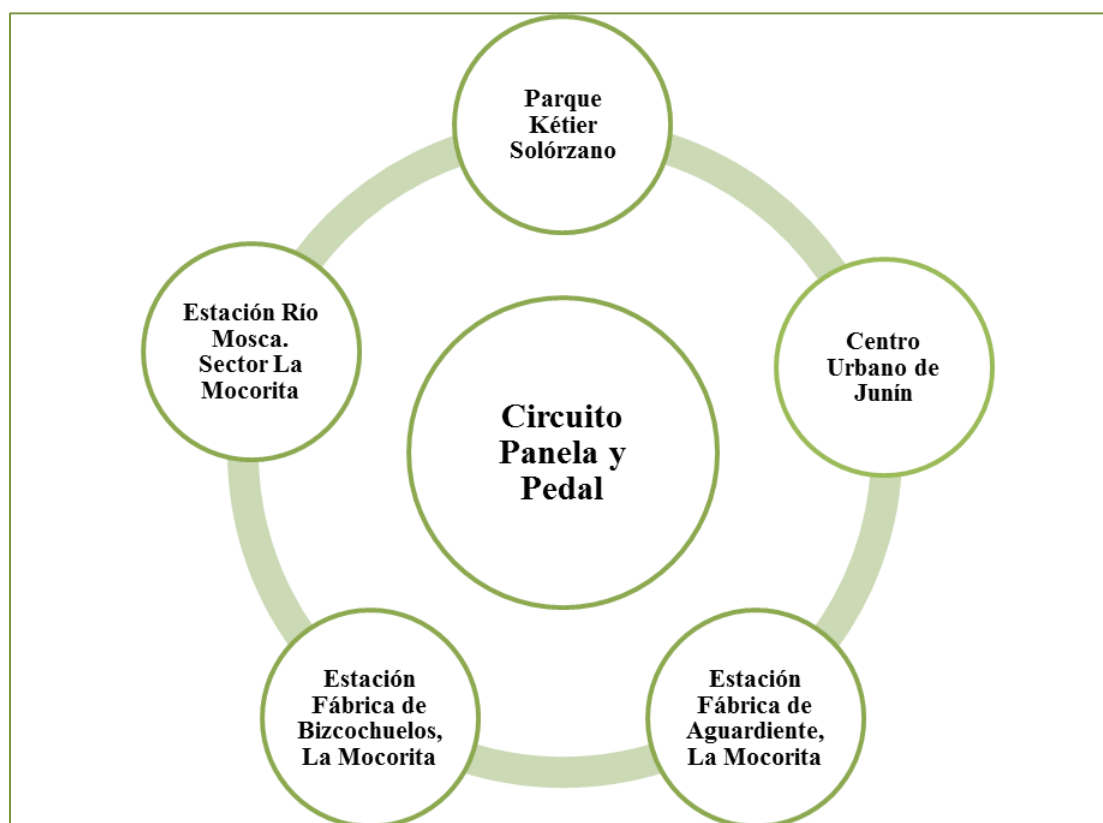 Parque
Kétier
Solórzano
Centro
Urbano de
Junín
Estación
Fábrica de
Aguardiente,
La Mocorita
Estación
Fábrica de
Bizcochuelos,
La Mocorita
Estación Río
Mosca.
Sector La
Mocorita
Circuito
Panela y
Pedal